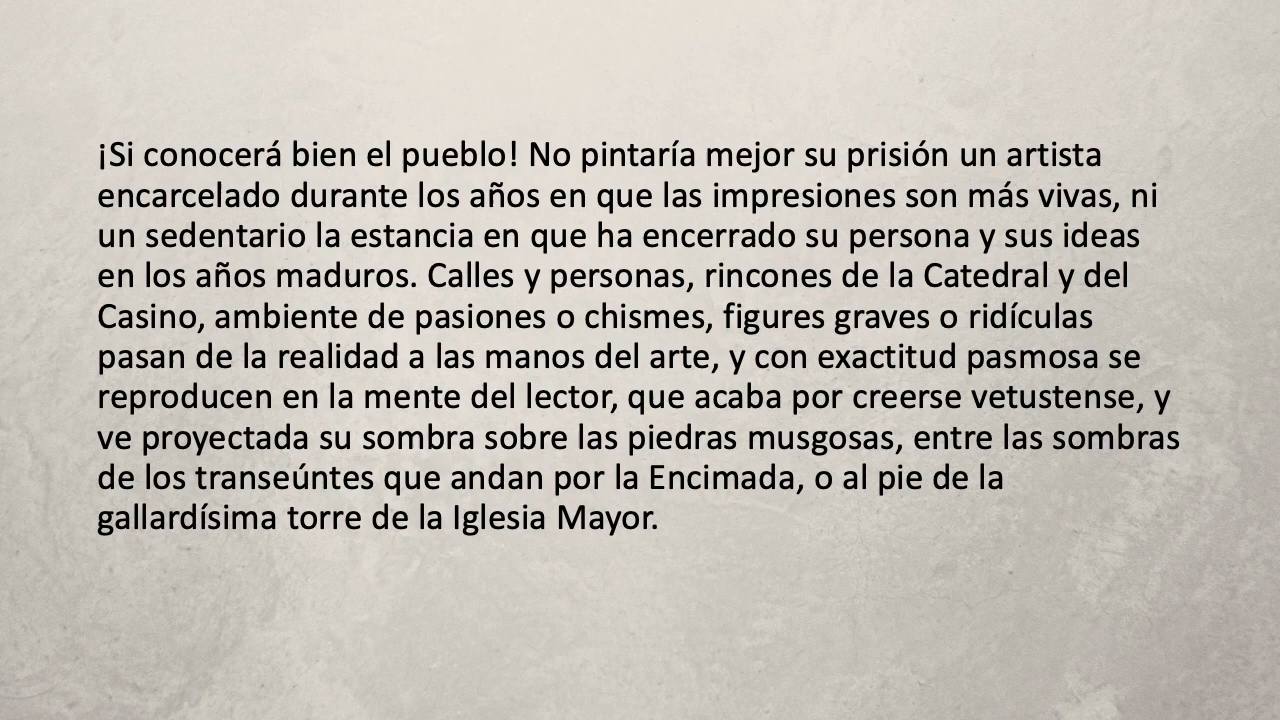 ¡Si conocerá bien el pueblo! No pintaría mejor su prisión un artista
encarcelado durante los años en que las impresiones son más vivas, ni
un sedentario la estancia en que ha encerrado su persona y sus ideas
en los años maduros. Calles y personas, rincones de la Catedral y del
Casino, ambiente de pasiones o chismes, figures graves o ridículas
pasan de la realidad a las manos del arte, y con exactitud pasmosa se
reproducen en la mente del lector, que acaba por creerse vetustense, y
ve proyectada su sombra sobre las piedras musgosas, entre las sombras
de los transeúntes que andan por la Encimada, o al pie de la
gallardísima torre de la Iglesia Mayor.